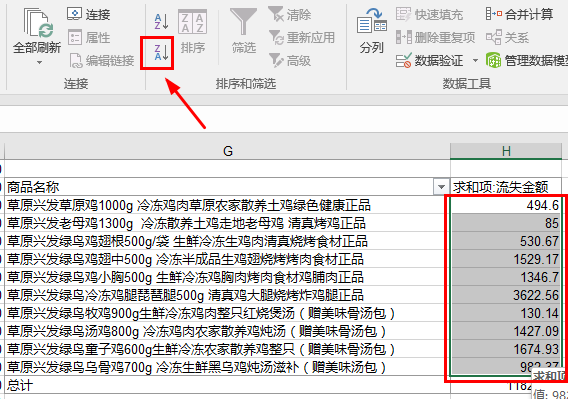 全部刷新
连接
属性
编辑链接
连接
排序
筛选
清除
重新应用
高级
排序和筛选
分列
快速填充
删除重复项
数据验证
合并计算
关系
管理数据模
数据工具
G H
商品名称 求和项:流失金额
草原兴发草原鸡1000g 冷冻鸡肉草原农家散养土鸡绿色健康正品 494.6
草原兴发老母鸡1300g 冷冻散养土鸡走地老母鸡 清真烤鸡正品 85
草原兴发绿鸟鸡翅根500g/袋 生鲜冷冻生鸡肉清真烧烤食材正品 530.67
草原兴发绿鸟鸡翅中500g 冷冻半成品生鸡翅烧烤烤肉食材正品 1529.17
草原兴发绿鸟鸡小胸500g 生鲜冷冻鸡胸肉烤肉食材鸡脯肉正品 1346.7
草原兴发绿鸟冷冻鸡腿琵琶腿500g 清真鸡大腿烧烤炸鸡腿正品 3622.56
草原兴发绿鸟牧鸡900g生鲜冷冻鸡肉整只红烧煲汤（赠美味骨汤包） 130.14
草原兴发绿鸟汤鸡800g 冷冻鸡肉农家散养鸡炖汤（赠美味骨汤包） 1427.09
草原兴发绿鸟童子鸡600g生鲜冷冻农家散养鸡整只（赠美味骨汤包） 1674.93
草原兴发绿鸟乌骨鸡700g 冷冻生鲜黑乌鸡炖汤滋补（赠美味汤包） 982.37
总计 1182
求和项
值: 982